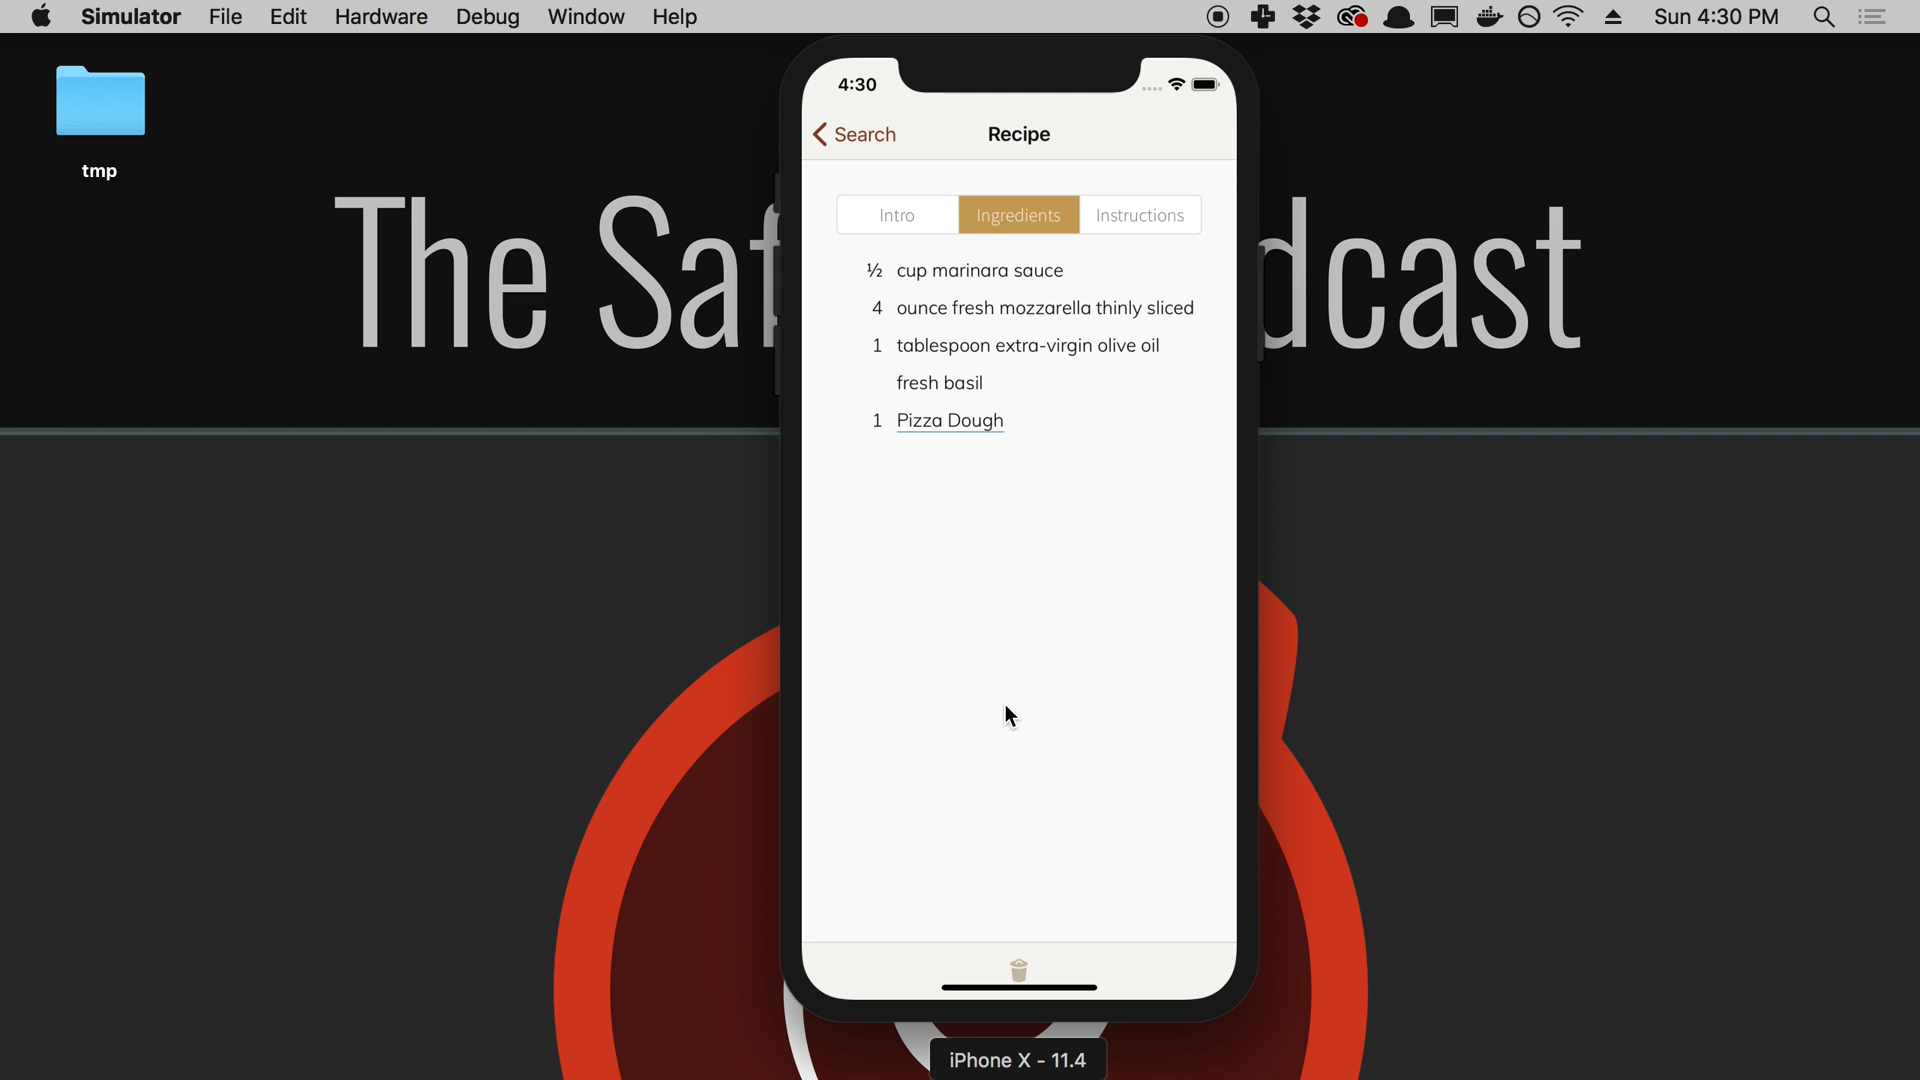 Simulator File Edit Hardware Debug Window Help Sun 4:30 PM
tmp
The Sa
dcast
4:30
Search Recipe
Intro Ingredients Instructions
½ cup marinara sauce
4 ounce fresh mozzarella thinly sliced
1 tablespoon extra-virgin olive oil
fresh basil
1 Pizza Dough
iPhone X - 11.4